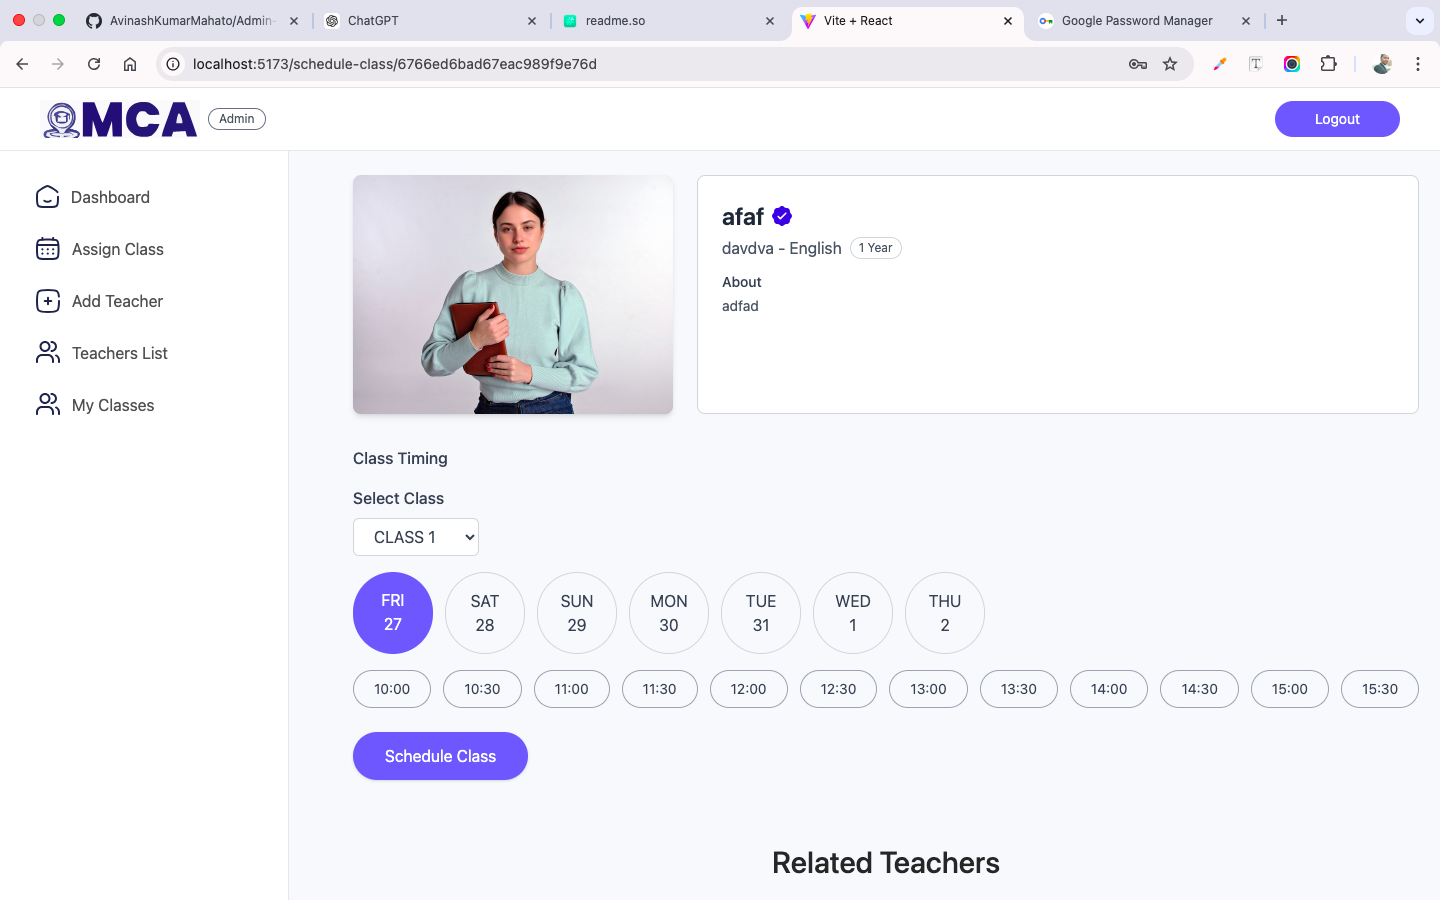 AvinashKumarMahato/Admin-
ChatGPT
readme.so
Vite + React
Google Password Manager
localhost:5173/schedule-class/6766ed6bad67eac989f9e76d
MCA
Admin
Logout
Dashboard
Assign Class
Add Teacher
Teachers List
My Classes
afaf
davdva - English 1 Year
About
adfad
Class Timing
Select Class
CLASS 1
FRI SAT SUN MON TUE WED THU
27 28 29 30 31 1 2
10:00 10:30 11:00 11:30 12:00 12:30 13:00 13:30 14:00 14:30 15:00 15:30
Schedule Class
Related Teachers